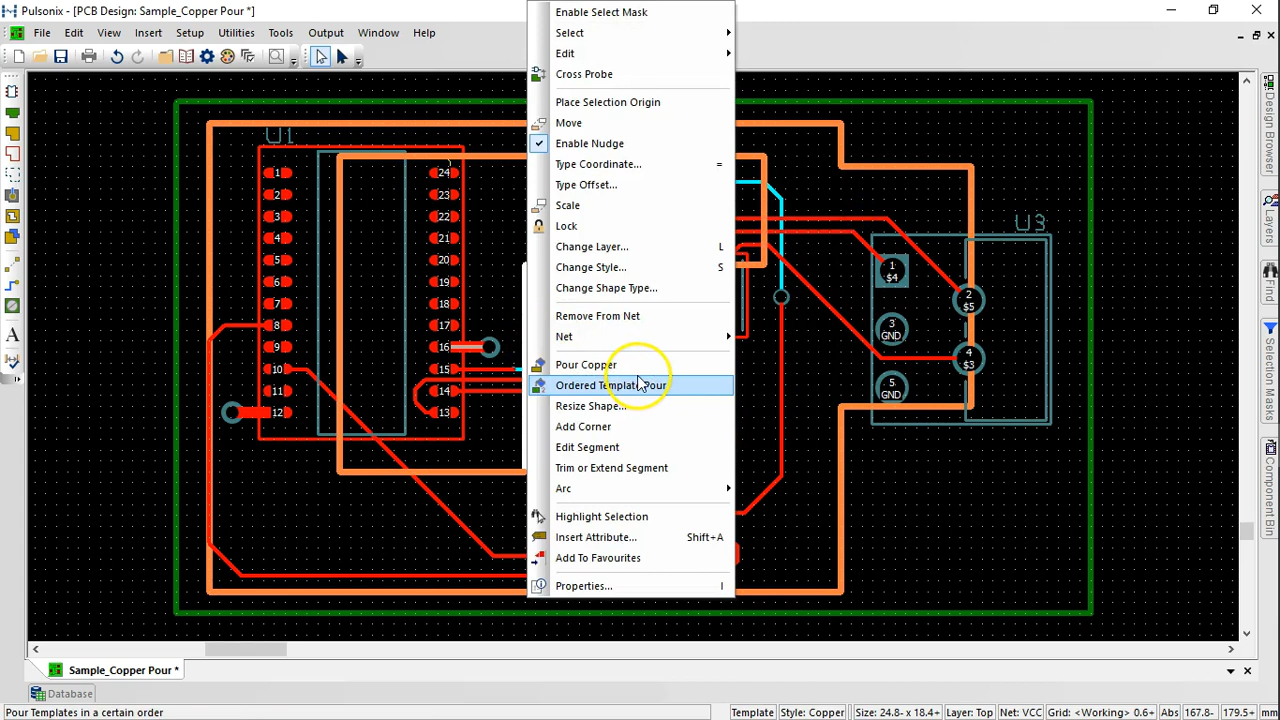 Pulsonix - [PCB Design: Sample_Copper Pour *]
File Edit View Insert Setup Utilities Tools Output Window Help
Enable Select Mask
Select
Edit
Cross Probe
Place Selection Origin
Move
Enable Nudge
Type Coordinate... =
Type Offset...
Scale
Lock
Change Layer... L
Change Style... S
Change Shape Type...
Remove From Net
Net
Pour Copper
Ordered Template Pour
Resize Shape...
Add Corner
Edit Segment
Trim or Extend Segment
Arc
Highlight Selection
Insert Attribute... Shift+A
Add To Favourites
Properties... I
U1
1 24
2 23
3 22
4 21
5 20
6 19
7 18
8 17
9 16
10 15
11 14
12 13
U3
1
$4
2
$5
3
GND
4
$3
5
GND
Design Browser
Layers
Find
Selection Filter
Component Bin
Sample_Copper Pour *
Database
Pour Templates in a certain order
Template Style: Copper Size: 24.8- x 18.4+ Layer: Top Net: VCC Grid: <Working> 0.6+ Abs 167.8- 179.5+ mm